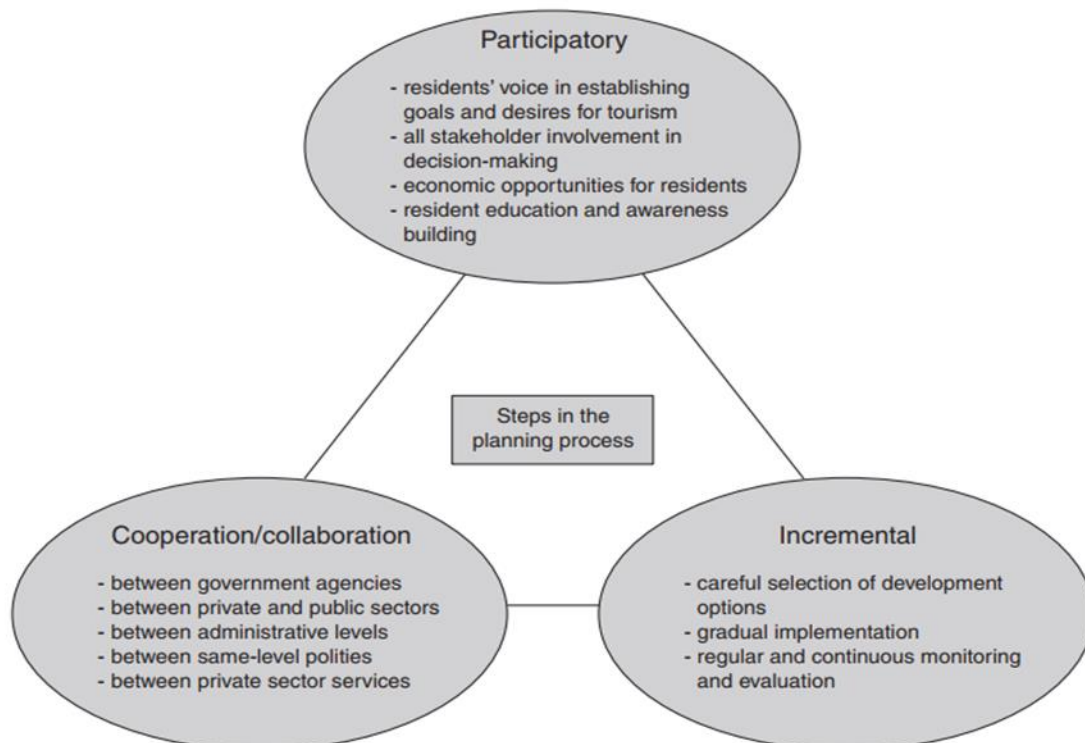 Participatory
- residents’ voice in establishing
goals and desires for tourism
- all stakeholder involvement in
decision-making
- economic opportunities for residents
- resident education and awareness
building
Steps in the
planning process
Cooperation/collaboration
- between government agencies
- between private and public sectors
- between administrative levels
- between same-level polities
- between private sector services
Incremental
- careful selection of development
options
- gradual implementation
- regular and continuous monitoring
and evaluation